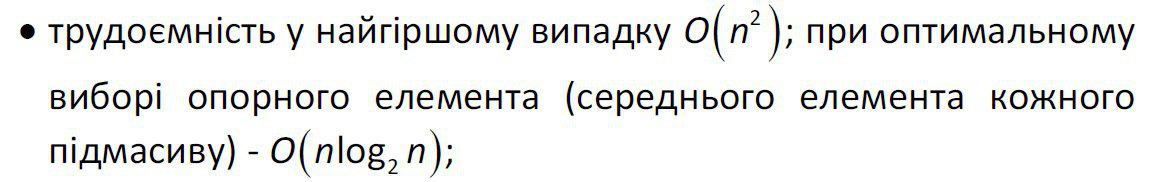 • трудоємність у найгіршому випадку O(n²); при оптимальному
виборі опорного елемента (середнього елемента кожного
підмасиву) - O(nlog₂ n);